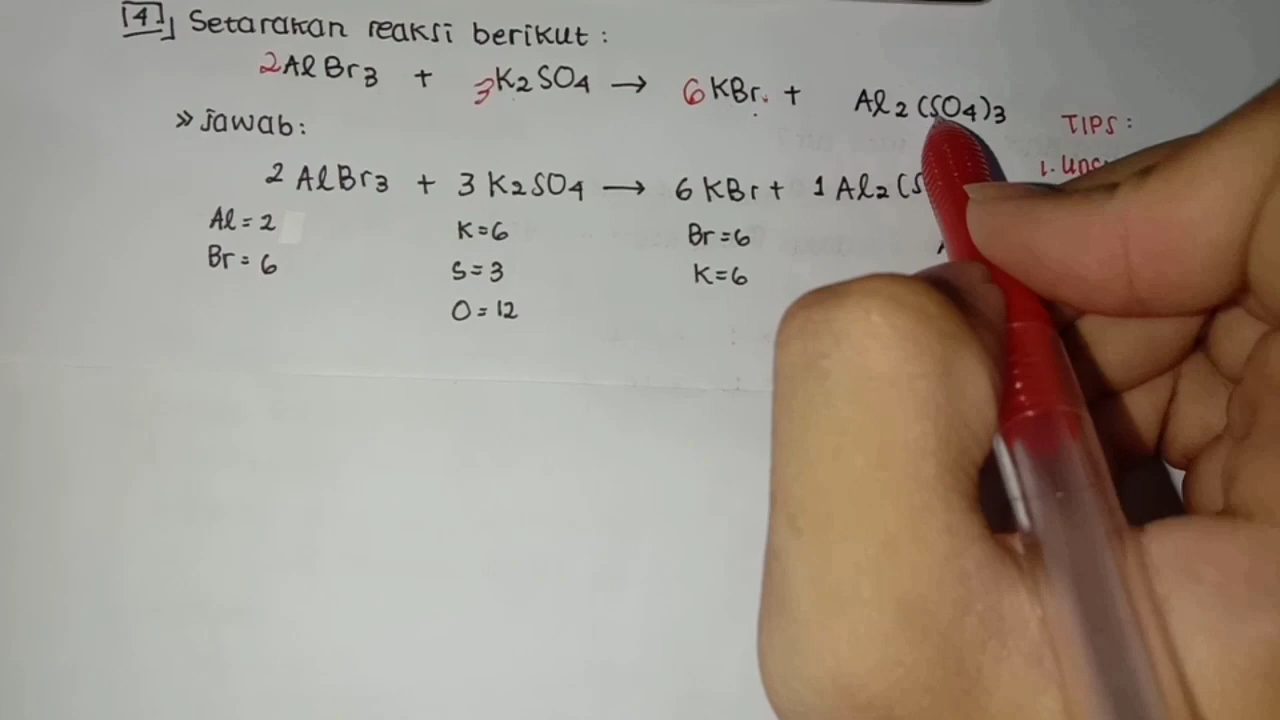 4 Setarakan reaksi berikut :
2AlBr3 + 3K2SO4 → 6KBr + Al2(SO4)3
» Jawab:
TIPS :
2 AlBr3 + 3 K2SO4 → 6 KBr + 1 Al2(S
1.
Al = 2 K = 6 Br = 6
Br = 6 S = 3 K = 6
O = 12